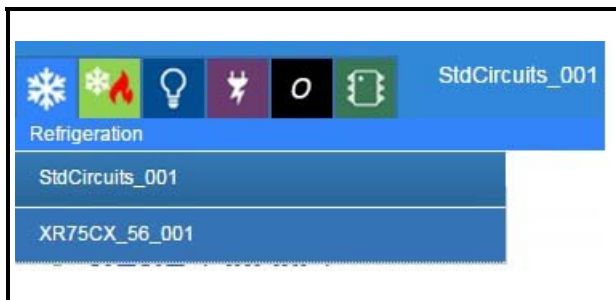 O
StdCircuits_001
Refrigeration
StdCircuits_001
XR75CX_56_001